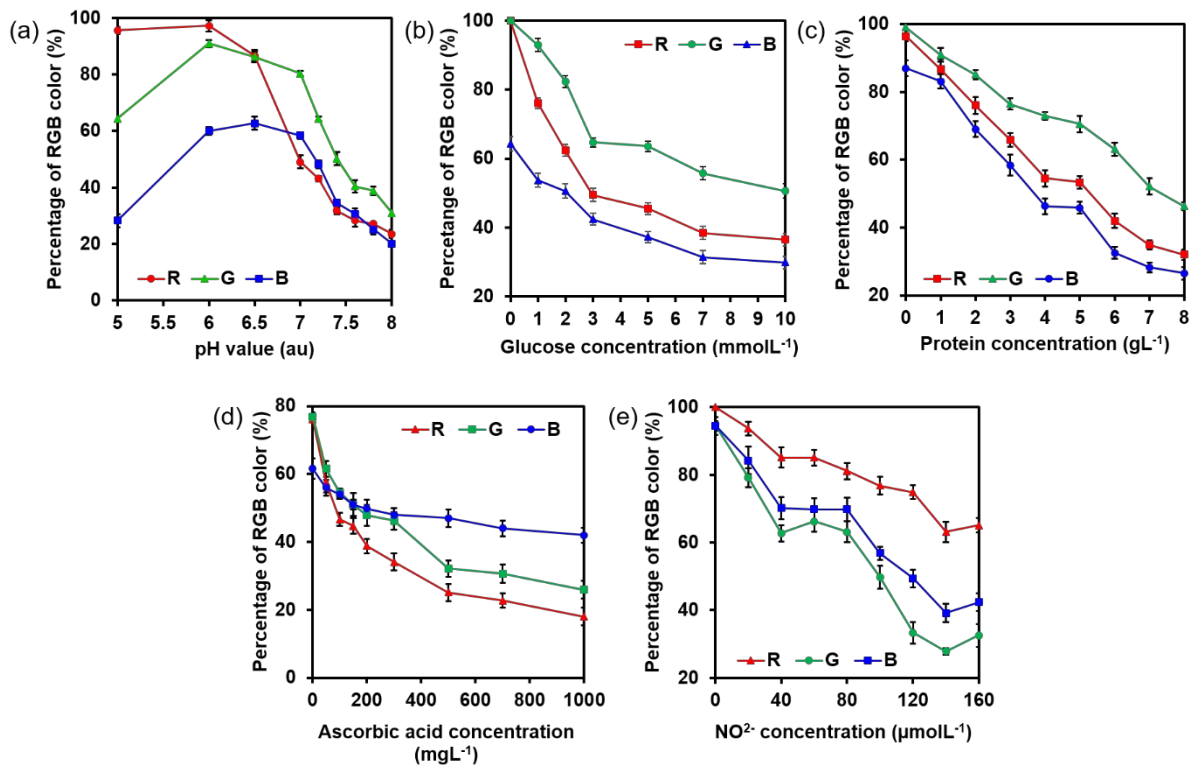 (a)
Percentage of RGB color (%)
100
80
60
40
20
0
R G B
5 5.5 6 6.5 7 7.5 8
pH value (au)
(b)
Percetange of RGB color (%)
100
80
60
40
20
R G B
0 1 2 3 4 5 6 7 8 9 10
Glucose concentration (mmolL-1)
(c)
Percentage of RGB color (%)
100
80
60
40
20
R G B
0 1 2 3 4 5 6 7 8
Protein concentration (gL-1)
(d)
Percentage of RGB color (%)
80
60
40
20
0
R G B
0 200 400 600 800 1000
Ascorbic acid concentration
(mgL-1)
(e)
Percentage of RGB color (%)
100
80
60
40
20
R G B
0 40 80 120 160
NO2- concentration (µmolL-1)